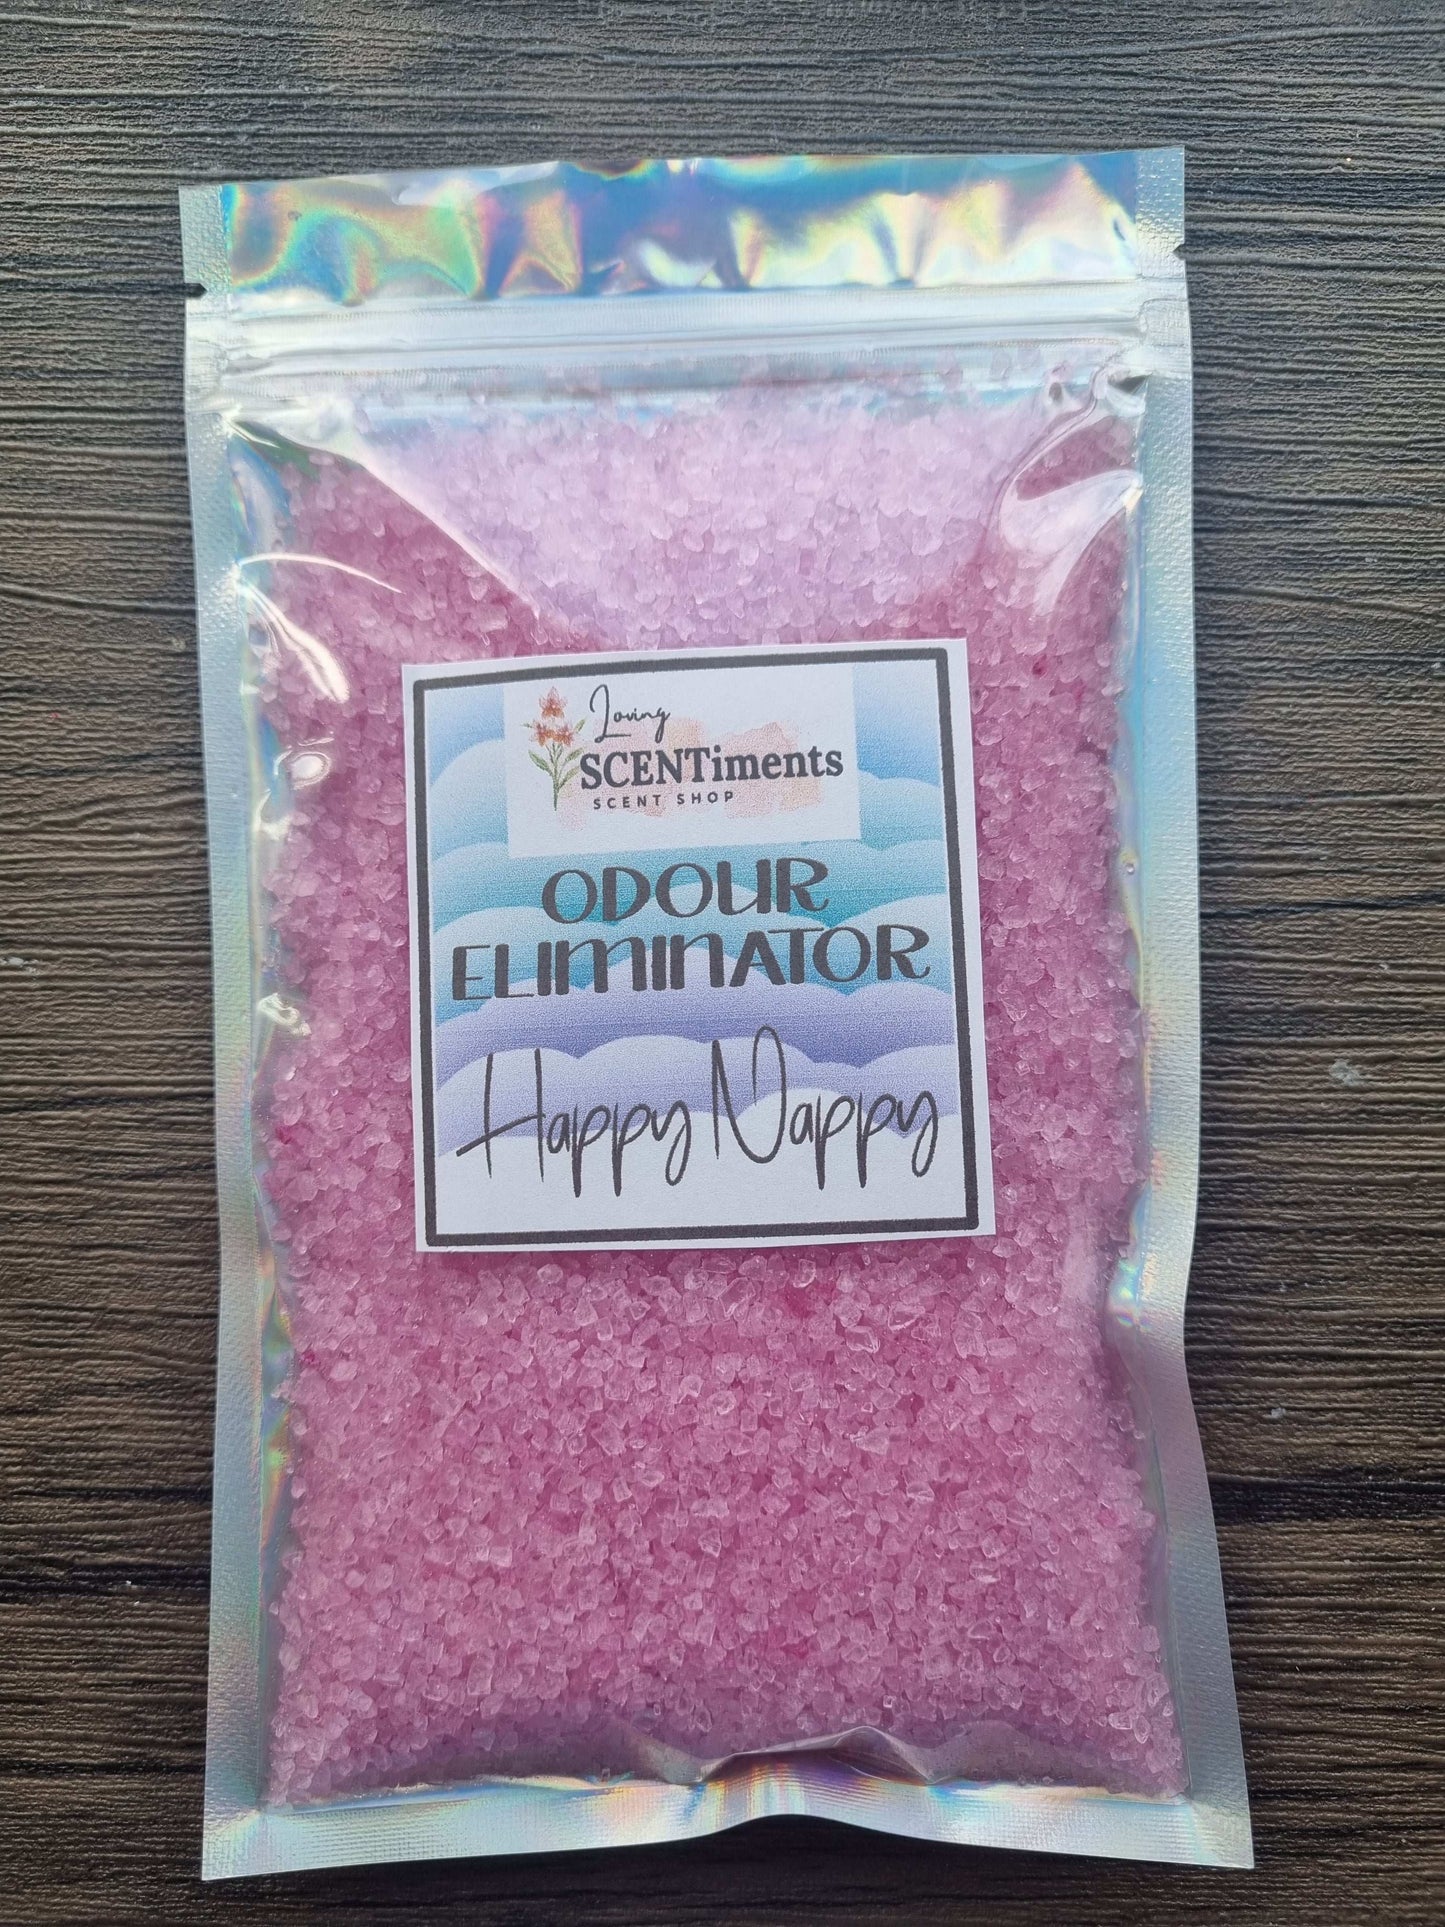 Loving
SCENTiments
SCENT SHOP
ODOUR
ELIMINATOR
Happy Nappy